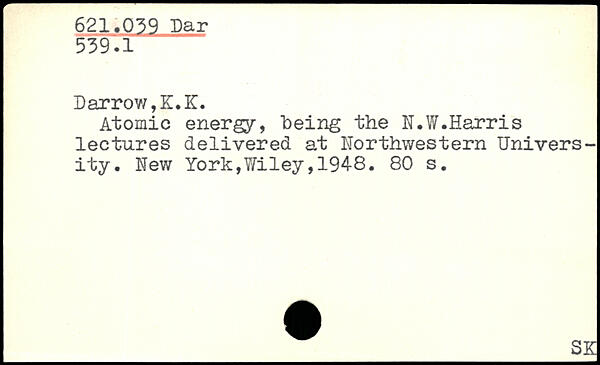 621.039 Dar
539.1
Darrow,K.K.
Atomic energy, being the N.W.Harris
lectures delivered at Northwestern Univers-
ity. New York,Wiley,1948. 80 s.
SK